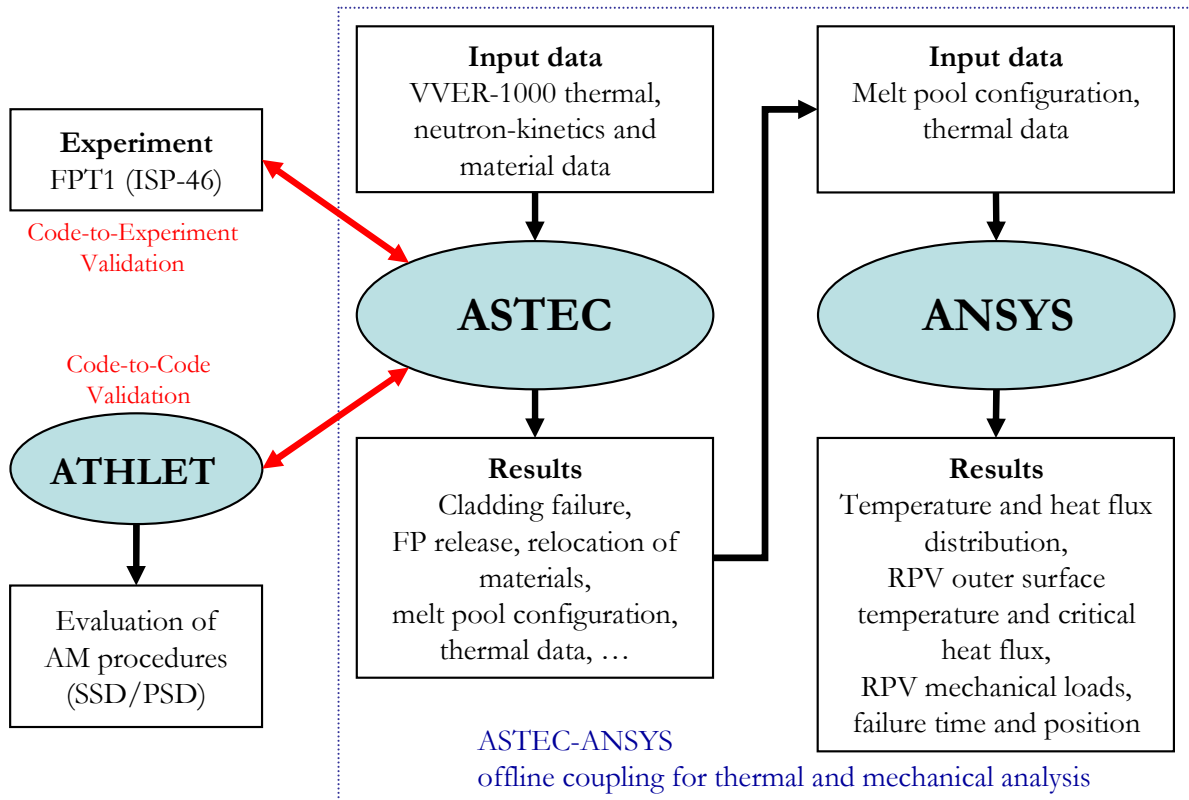 Experiment
FPT1 (ISP-46)
Code-to-Experiment
Validation
Code-to-Code
Validation
ATHLET
Evaluation of
AM procedures
(SSD/PSD)
Input data
VVER-1000 thermal,
neutron-kinetics and
material data
ASTEC
Results
Cladding failure,
FP release, relocation of
materials,
melt pool configuration,
thermal data, …
Input data
Melt pool configuration,
thermal data
ANSYS
Results
Temperature and heat flux
distribution,
RPV outer surface
temperature and critical
heat flux,
RPV mechanical loads,
failure time and position
ASTEC-ANSYS
offline coupling for thermal and mechanical analysis